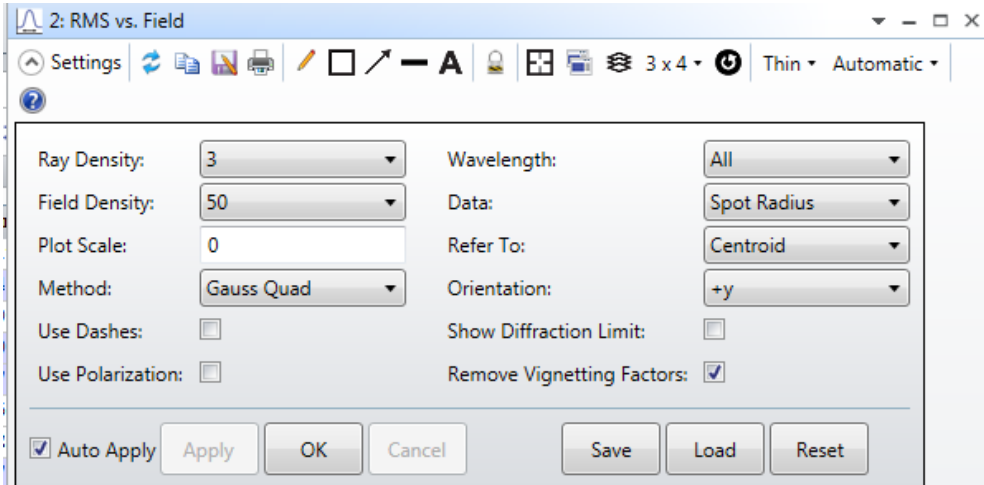 2: RMS vs. Field
Settings A 3 x 4 Thin Automatic
?
Ray Density: 3 Wavelength: All
Field Density: 50 Data: Spot Radius
Plot Scale: 0 Refer To: Centroid
Method: Gauss Quad Orientation: +y
Use Dashes: Show Diffraction Limit:
Use Polarization: Remove Vignetting Factors:
Auto Apply Apply OK Cancel Save Load Reset